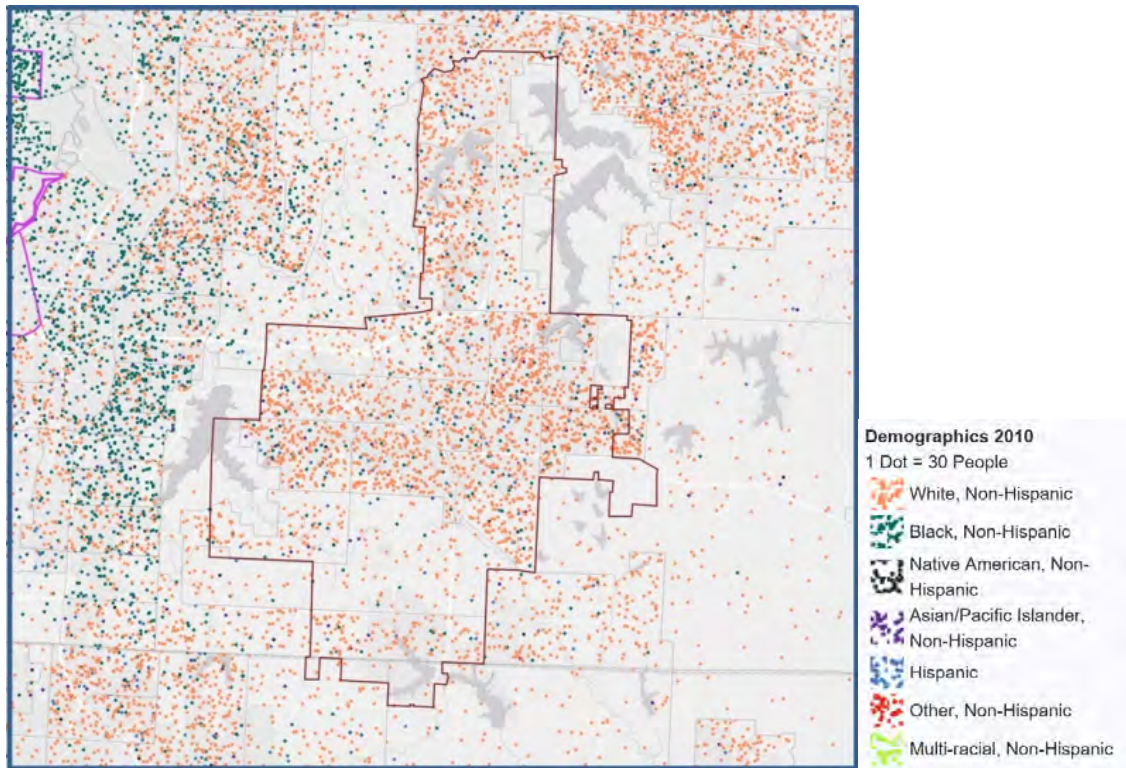 Demographics 2010
1 Dot = 30 People
White, Non-Hispanic
Black, Non-Hispanic
Native American, Non-
Hispanic
Asian/Pacific Islander,
Non-Hispanic
Hispanic
Other, Non-Hispanic
Multi-racial, Non-Hispanic